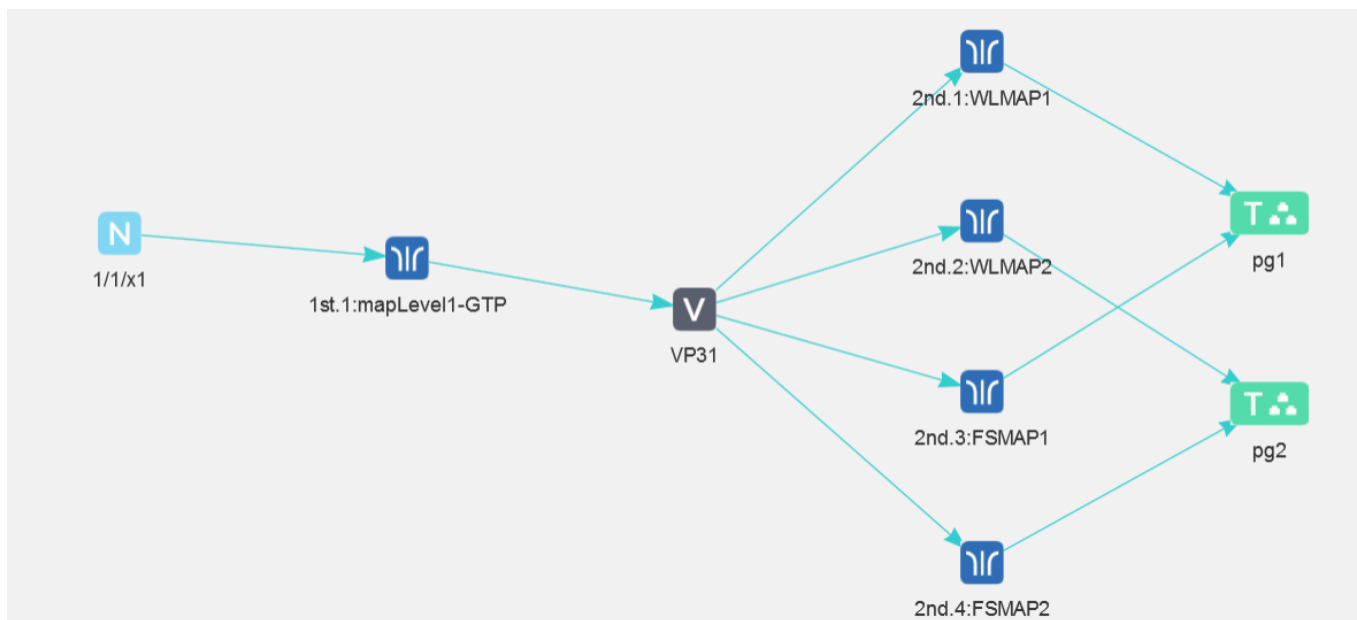 N
1/1/x1
1st.1:mapLevel1-GTP
V
VP31
2nd.1:WLMAP1
2nd.2:WLMAP2
2nd.3:FSMAP1
2nd.4:FSMAP2
T
pg1
T
pg2